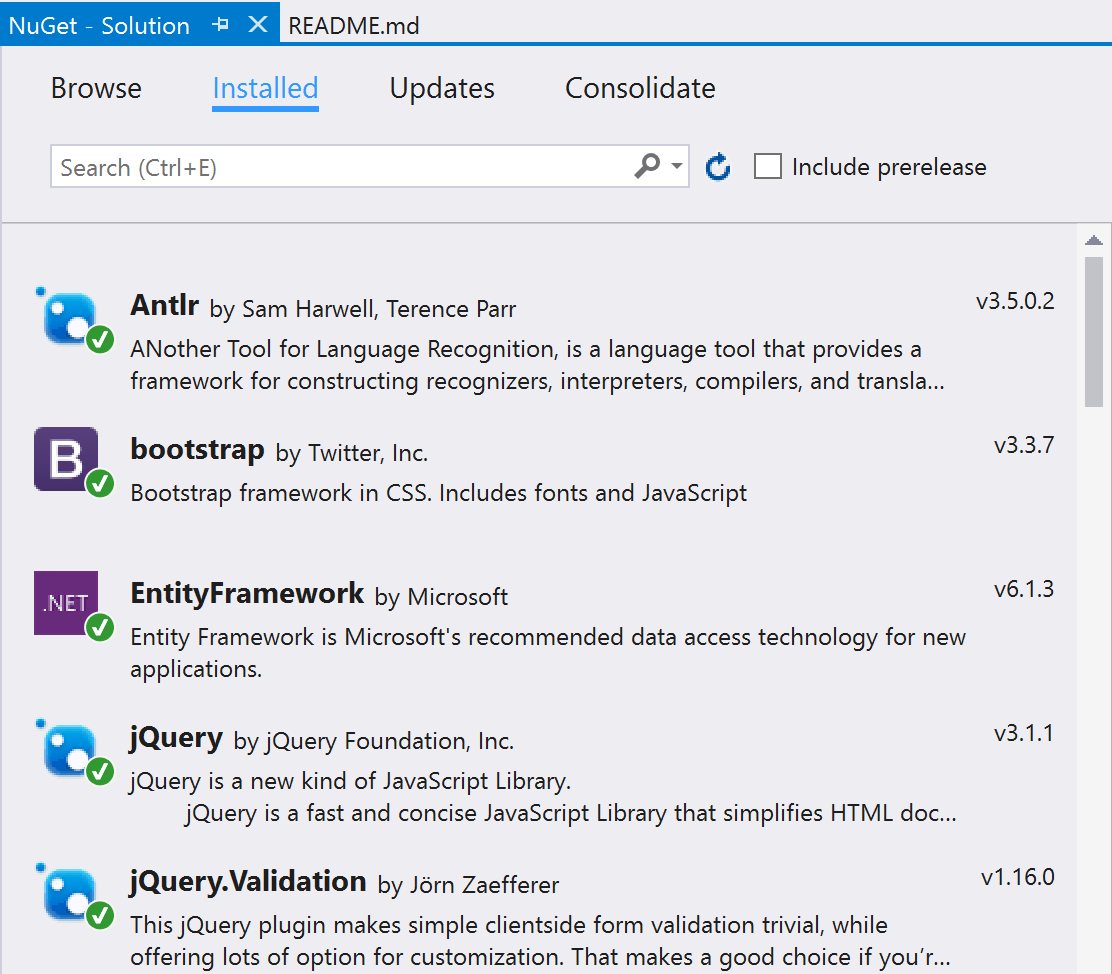 NuGet - Solution README.md
Browse Installed Updates Consolidate
Search (Ctrl+E) Include prerelease
Antlr by Sam Harwell, Terence Parr v3.5.0.2
ANother Tool for Language Recognition, is a language tool that provides a
framework for constructing recognizers, interpreters, compilers, and transla...
B
bootstrap by Twitter, Inc. v3.3.7
Bootstrap framework in CSS. Includes fonts and JavaScript
.NET
EntityFramework by Microsoft v6.1.3
Entity Framework is Microsoft's recommended data access technology for new
applications.
jQuery by jQuery Foundation, Inc. v3.1.1
jQuery is a new kind of JavaScript Library.
jQuery is a fast and concise JavaScript Library that simplifies HTML doc...
jQuery.Validation by Jörn Zaefferer v1.16.0
This jQuery plugin makes simple clientside form validation trivial, while
offering lots of option for customization. That makes a good choice if you’r...